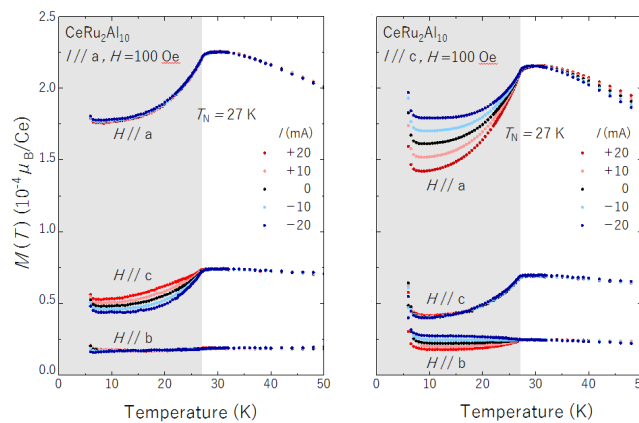 CeRu2Al10
I // a , H=100 Oe
H // a
TN = 27 K
I (mA)
+20
+10
0
−10
−20
H // c
H // b
M(T) (10-4 μB/Ce)
2.5
2.0
1.5
1.0
0.5
0.0
0
10
20
30
40
50
Temperature (K)
CeRu2Al10
I // c , H=100 Oe
TN = 27 K
H // a
I (mA)
+20
+10
0
−10
−20
H // c
H // b
0
10
20
30
40
50
Temperature (K)